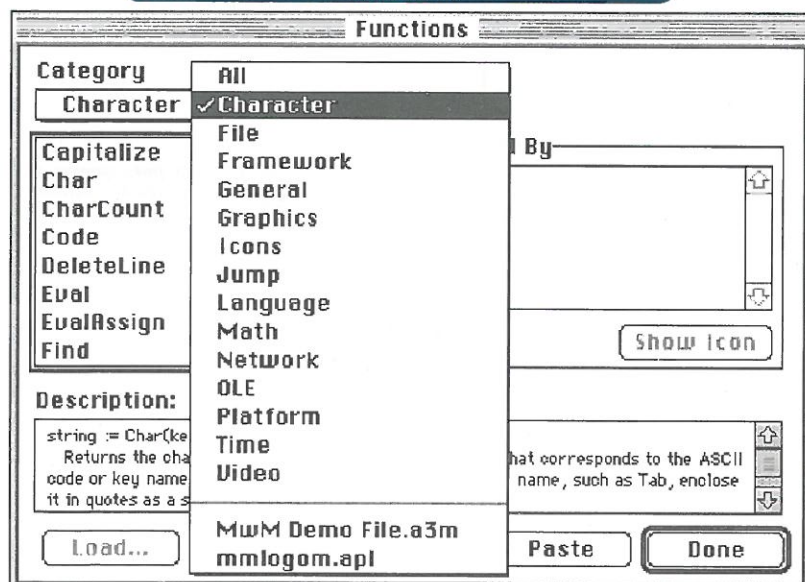 Functions
Category
Character
All
✓Character
File
Framework
General
Graphics
Icons
Jump
Language
Math
Network
OLE
Platform
Time
Video
MwM Demo File.a3m
mmlogom.apl
Capitalize
Char
CharCount
Code
DeleteLine
Eval
EvalAssign
Find
By
Show Icon
Description:
string := Char(ke
Returns the cha hat corresponds to the ASCII
code or key name name, such as Tab, enclose
it in quotes as a s
Load...
Paste
Done